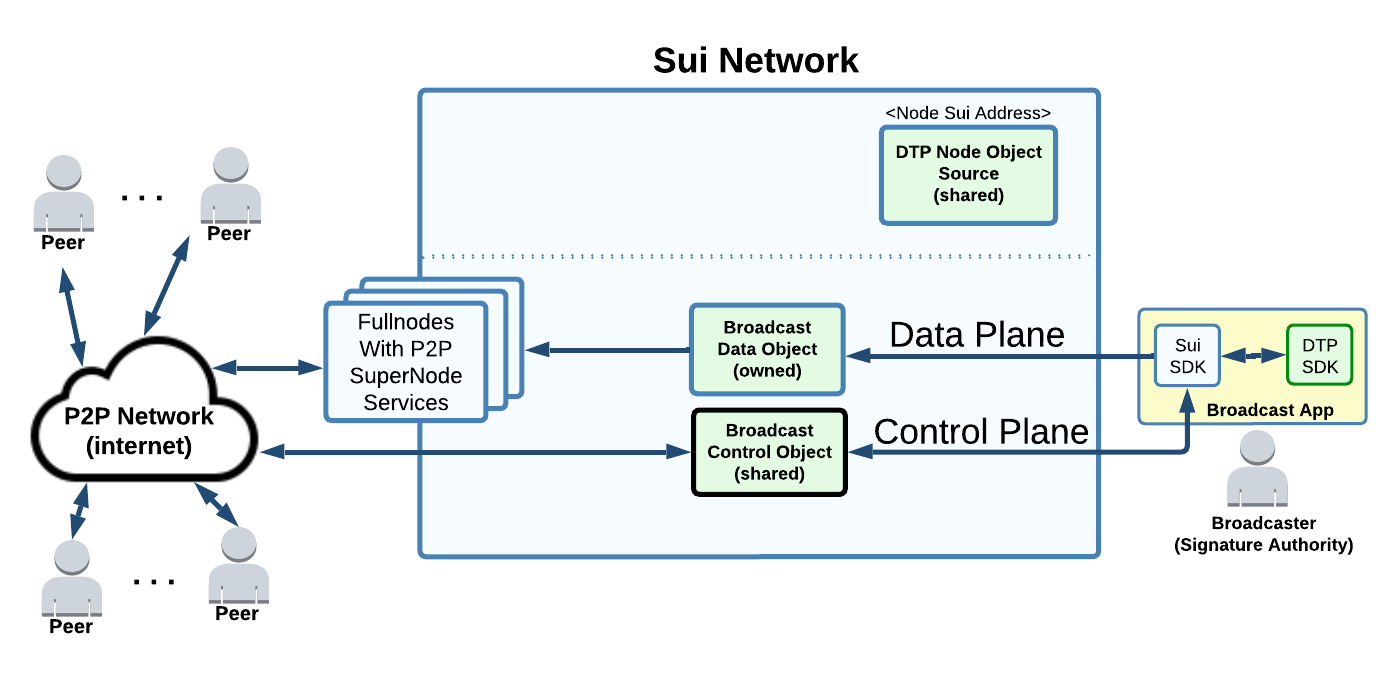 Sui Network
<Node Sui Address>
DTP Node Object
Source
(shared)
. . .
Peer
Peer
Fullnodes
With P2P
SuperNode
Services
Broadcast
Data Object
(owned)
Data Plane
Sui
SDK
DTP
SDK
Broadcast App
P2P Network
(internet)
Broadcast
Control Object
(shared)
Control Plane
Broadcaster
(Signature Authority)
. . .
Peer
Peer